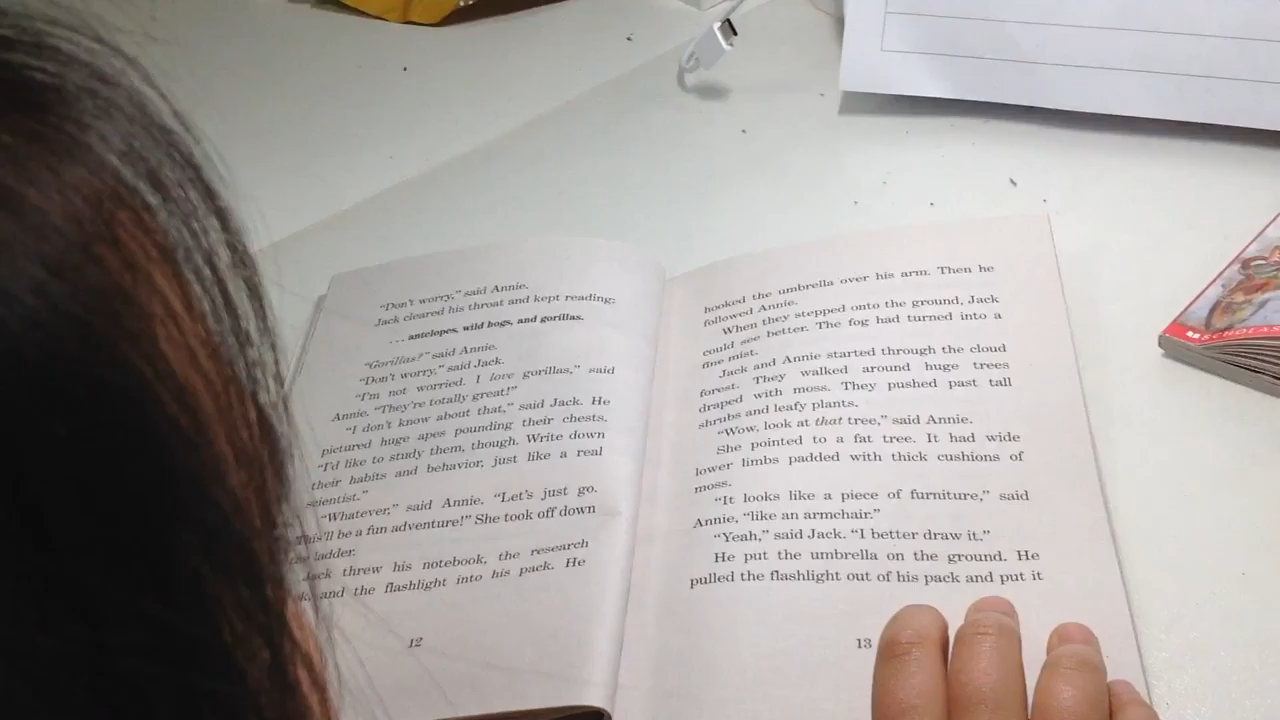 "Don't worry," said Annie.
Jack cleared his throat and kept reading:
. . . antelopes, wild hogs, and gorillas.
"Gorillas?" said Annie.
"Don't worry," said Jack.
"I'm not worried. I love gorillas," said
Annie. "They're totally great!"
"I don't know about that," said Jack. He
pictured huge apes pounding their chests.
"I'd like to study them, though. Write down
their habits and behavior, just like a real
scientist."
"Whatever," said Annie. "Let's just go.
This'll be a fun adventure!" She took off down
the ladder.
Jack threw his notebook, the research
and the flashlight into his pack. He
12
hooked the umbrella over his arm. Then he
followed Annie.
When they stepped onto the ground, Jack
could see better. The fog had turned into a
fine mist.
Jack and Annie started through the cloud
forest. They walked around huge trees
draped with moss. They pushed past tall
shrubs and leafy plants.
"Wow, look at that tree," said Annie.
She pointed to a fat tree. It had wide
lower limbs padded with thick cushions of
moss.
"It looks like a piece of furniture," said
Annie, "like an armchair."
"Yeah," said Jack. "I better draw it."
He put the umbrella on the ground. He
pulled the flashlight out of his pack and put it
13